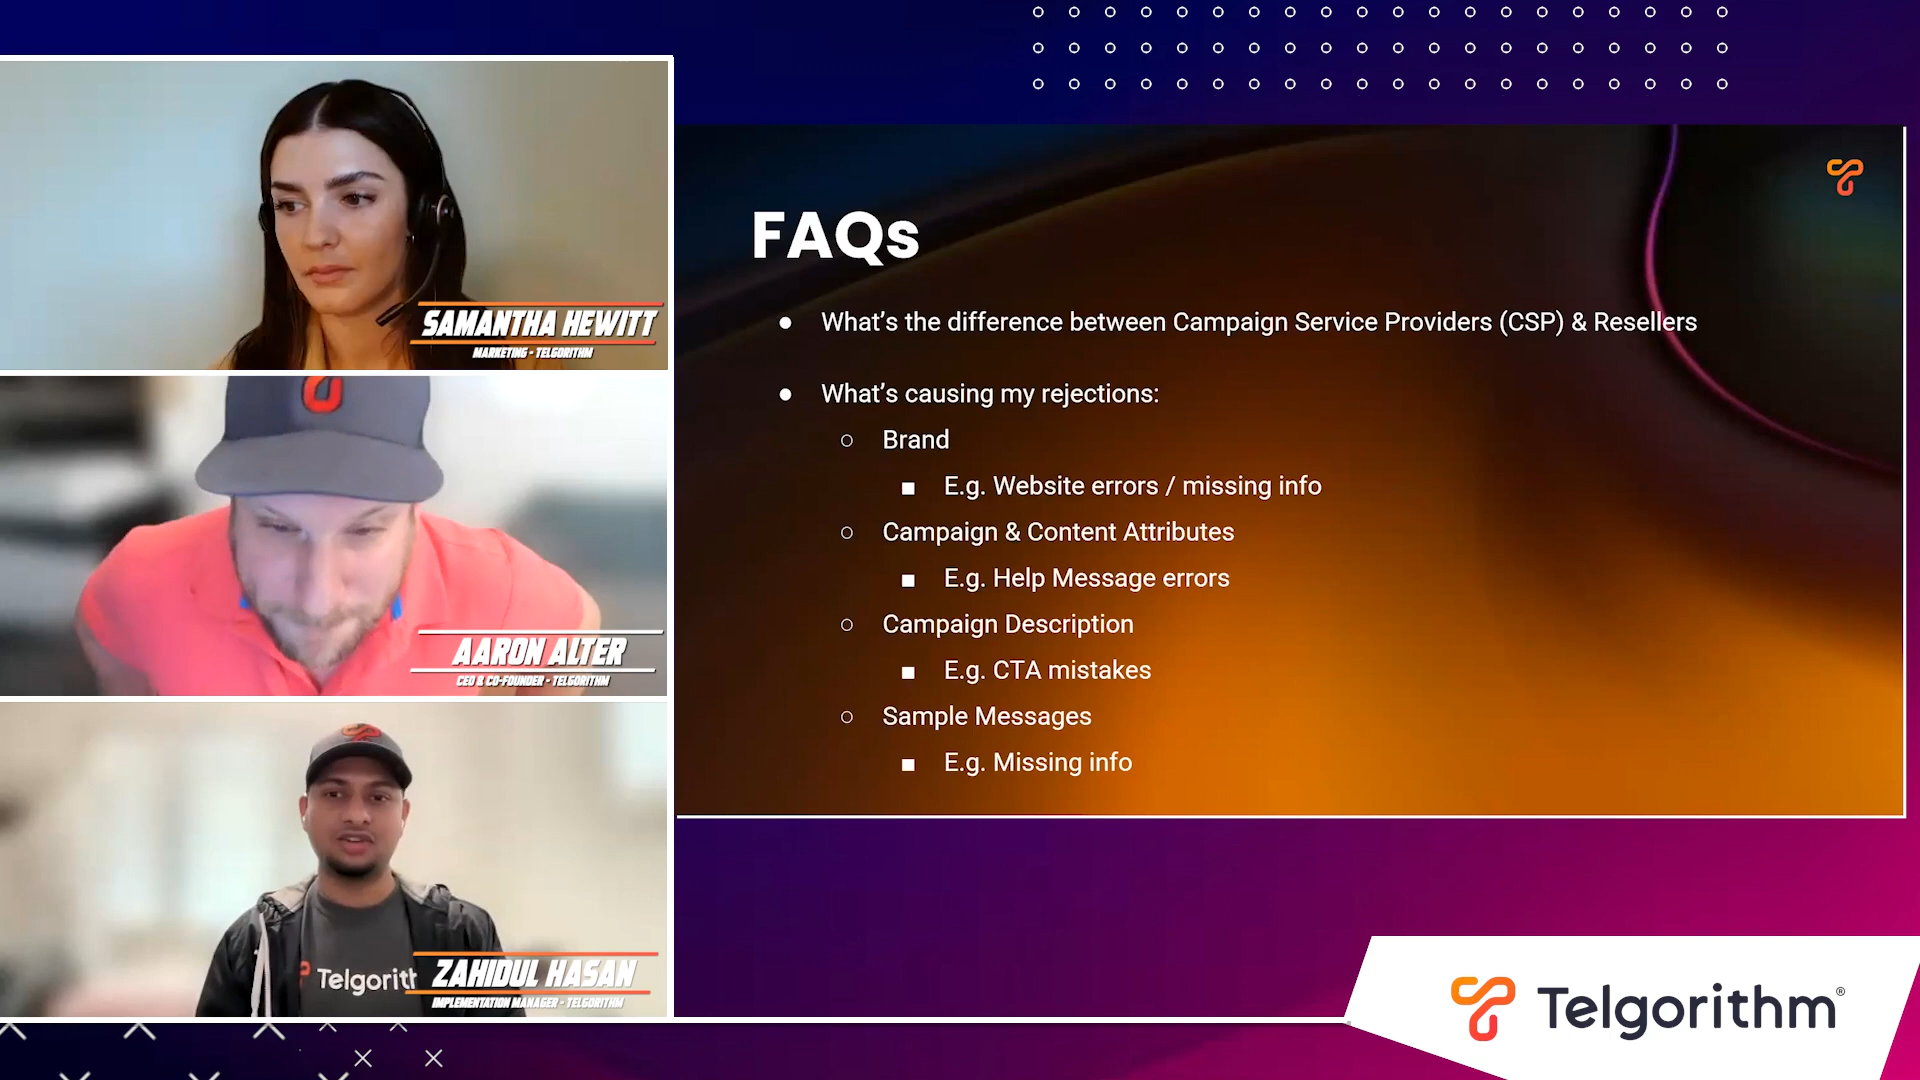 SAMANTHA HEWITT
MARKETING - TELGORITHM
AARON ALTER
CEO & CO-FOUNDER - TELGORITHM
Telgorith
ZAHIDUL HASAN
IMPLEMENTATION MANAGER - TELGORITHM
FAQs
● What’s the difference between Campaign Service Providers (CSP) & Resellers
● What’s causing my rejections:
○ Brand
■ E.g. Website errors / missing info
○ Campaign & Content Attributes
■ E.g. Help Message errors
○ Campaign Description
■ E.g. CTA mistakes
○ Sample Messages
■ E.g. Missing info
Telgorithm®